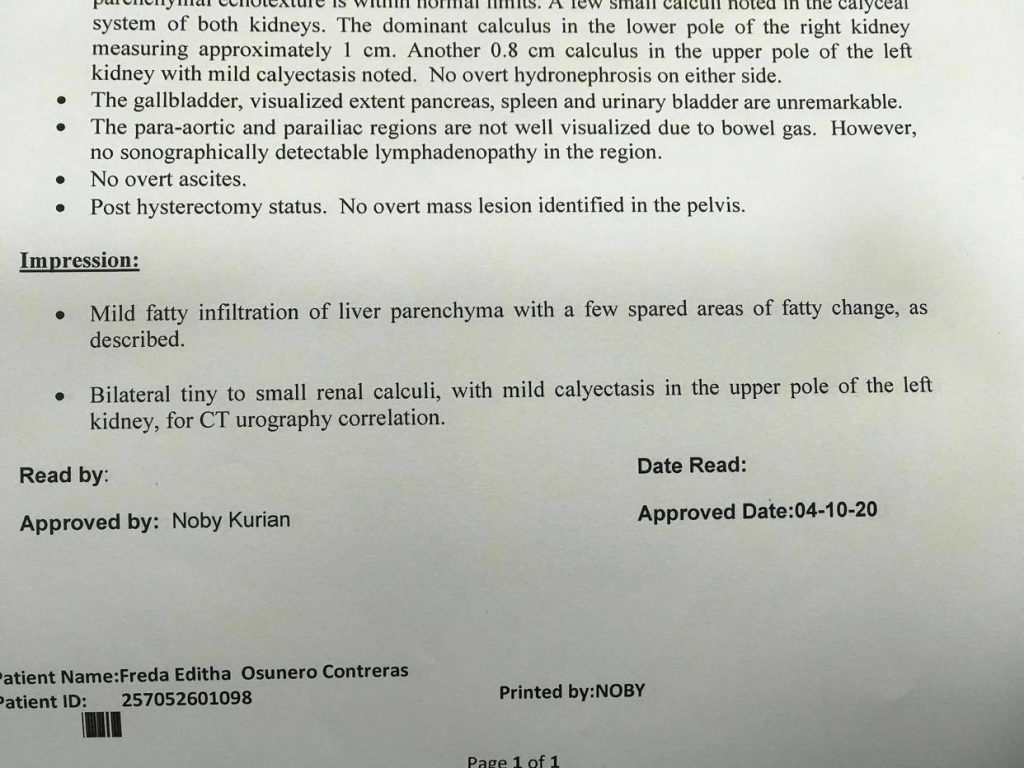 parenchymal echotexture is within normal limits. A few small calculi noted in the calyceal
system of both kidneys. The dominant calculus in the lower pole of the right kidney
measuring approximately 1 cm. Another 0.8 cm calculus in the upper pole of the left
kidney with mild calyectasis noted. No overt hydronephrosis on either side.
• The gallbladder, visualized extent pancreas, spleen and urinary bladder are unremarkable.
• The para-aortic and parailiac regions are not well visualized due to bowel gas. However,
no sonographically detectable lymphadenopathy in the region.
• No overt ascites.
• Post hysterectomy status. No overt mass lesion identified in the pelvis.
Impression:
• Mild fatty infiltration of liver parenchyma with a few spared areas of fatty change, as
described.
• Bilateral tiny to small renal calculi, with mild calyectasis in the upper pole of the left
kidney, for CT urography correlation.
Read by:
Date Read:
Approved by: Noby Kurian
Approved Date:04-10-20
Patient Name:Freda Editha Osunero Contreras
Patient ID: 257052601098
Printed by:NOBY
Page 1 of 1